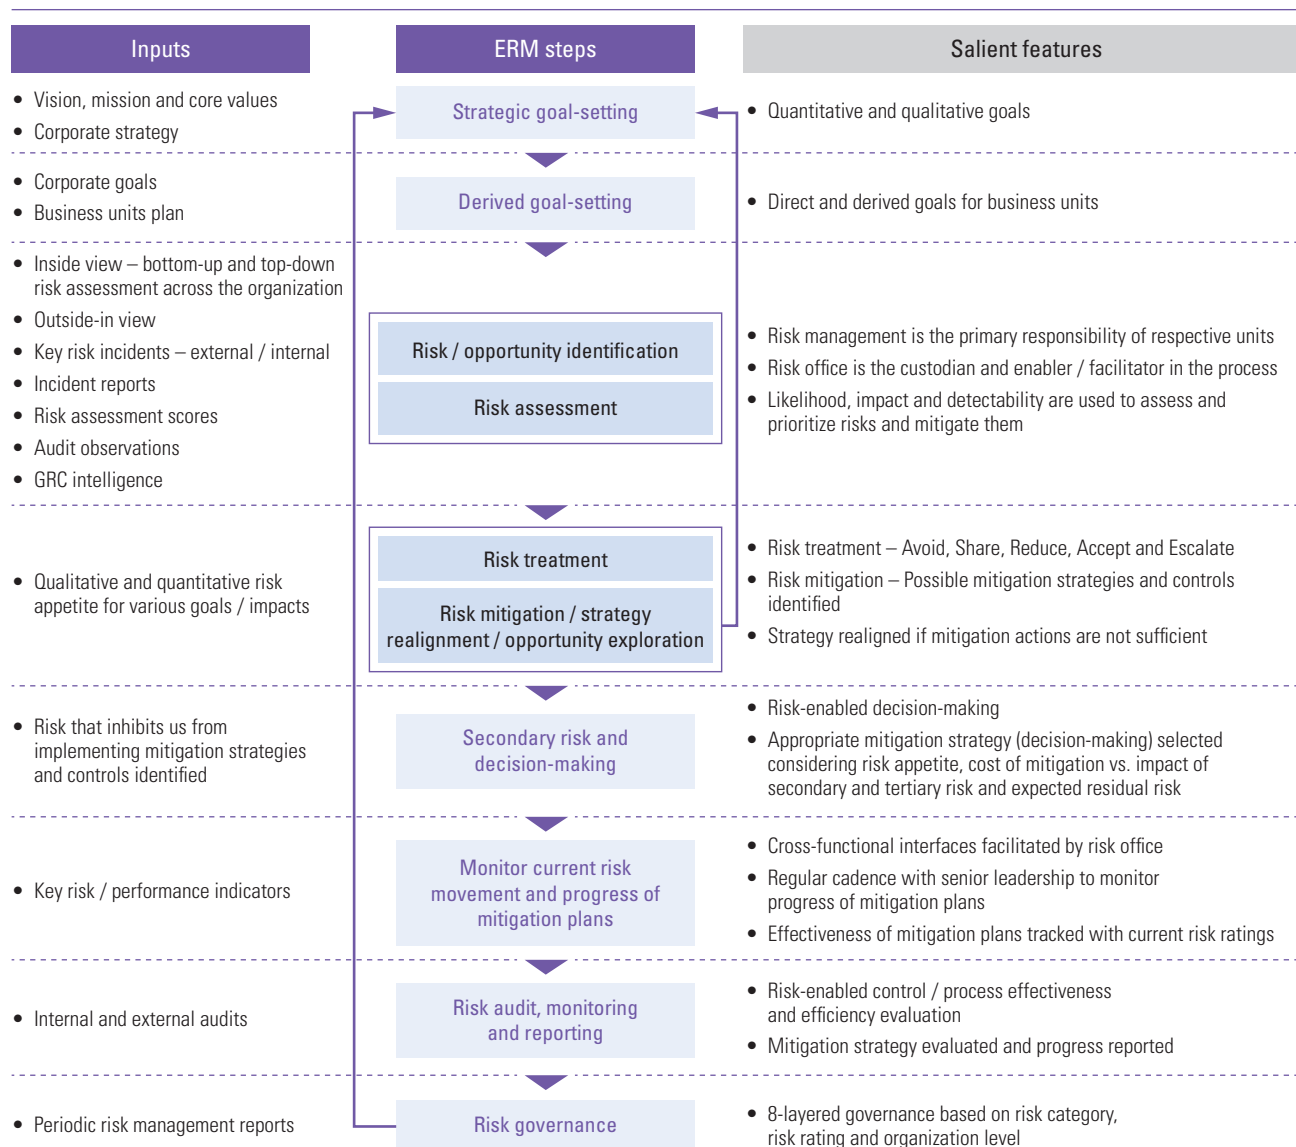 Inputs
ERM steps
Salient features
• Vision, mission and core values
• Corporate strategy
Strategic goal-setting
• Quantitative and qualitative goals
• Corporate goals
• Business units plan
Derived goal-setting
• Direct and derived goals for business units
• Inside view – bottom-up and top-down
risk assessment across the organization
• Outside-in view
• Key risk incidents – external / internal
• Incident reports
• Risk assessment scores
• Audit observations
• GRC intelligence
Risk / opportunity identification
Risk assessment
• Risk management is the primary responsibility of respective units
• Risk office is the custodian and enabler / facilitator in the process
• Likelihood, impact and detectability are used to assess and
prioritize risks and mitigate them
• Qualitative and quantitative risk
appetite for various goals / impacts
Risk treatment
Risk mitigation / strategy
realignment / opportunity exploration
• Risk treatment – Avoid, Share, Reduce, Accept and Escalate
• Risk mitigation – Possible mitigation strategies and controls
identified
• Strategy realigned if mitigation actions are not sufficient
• Risk that inhibits us from
implementing mitigation strategies
and controls identified
Secondary risk and
decision-making
• Risk-enabled decision-making
• Appropriate mitigation strategy (decision-making) selected
considering risk appetite, cost of mitigation vs. impact of
secondary and tertiary risk and expected residual risk
• Key risk / performance indicators
Monitor current risk
movement and progress of
mitigation plans
• Cross-functional interfaces facilitated by risk office
• Regular cadence with senior leadership to monitor
progress of mitigation plans
• Effectiveness of mitigation plans tracked with current risk ratings
• Internal and external audits
Risk audit, monitoring
and reporting
• Risk-enabled control / process effectiveness
and efficiency evaluation
• Mitigation strategy evaluated and progress reported
• Periodic risk management reports
Risk governance
• 8-layered governance based on risk category,
risk rating and organization level